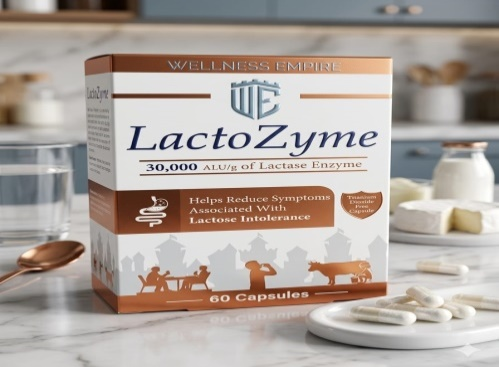 WELLNESS EMPIRE
WE
LactoZyme
30,000 ALU/g of Lactase Enzyme
Helps Reduce Symptoms
Associated With
Lactose Intolerance
Titanium
Dioxide
Free
Capsule
60 Capsules
LactoZyme